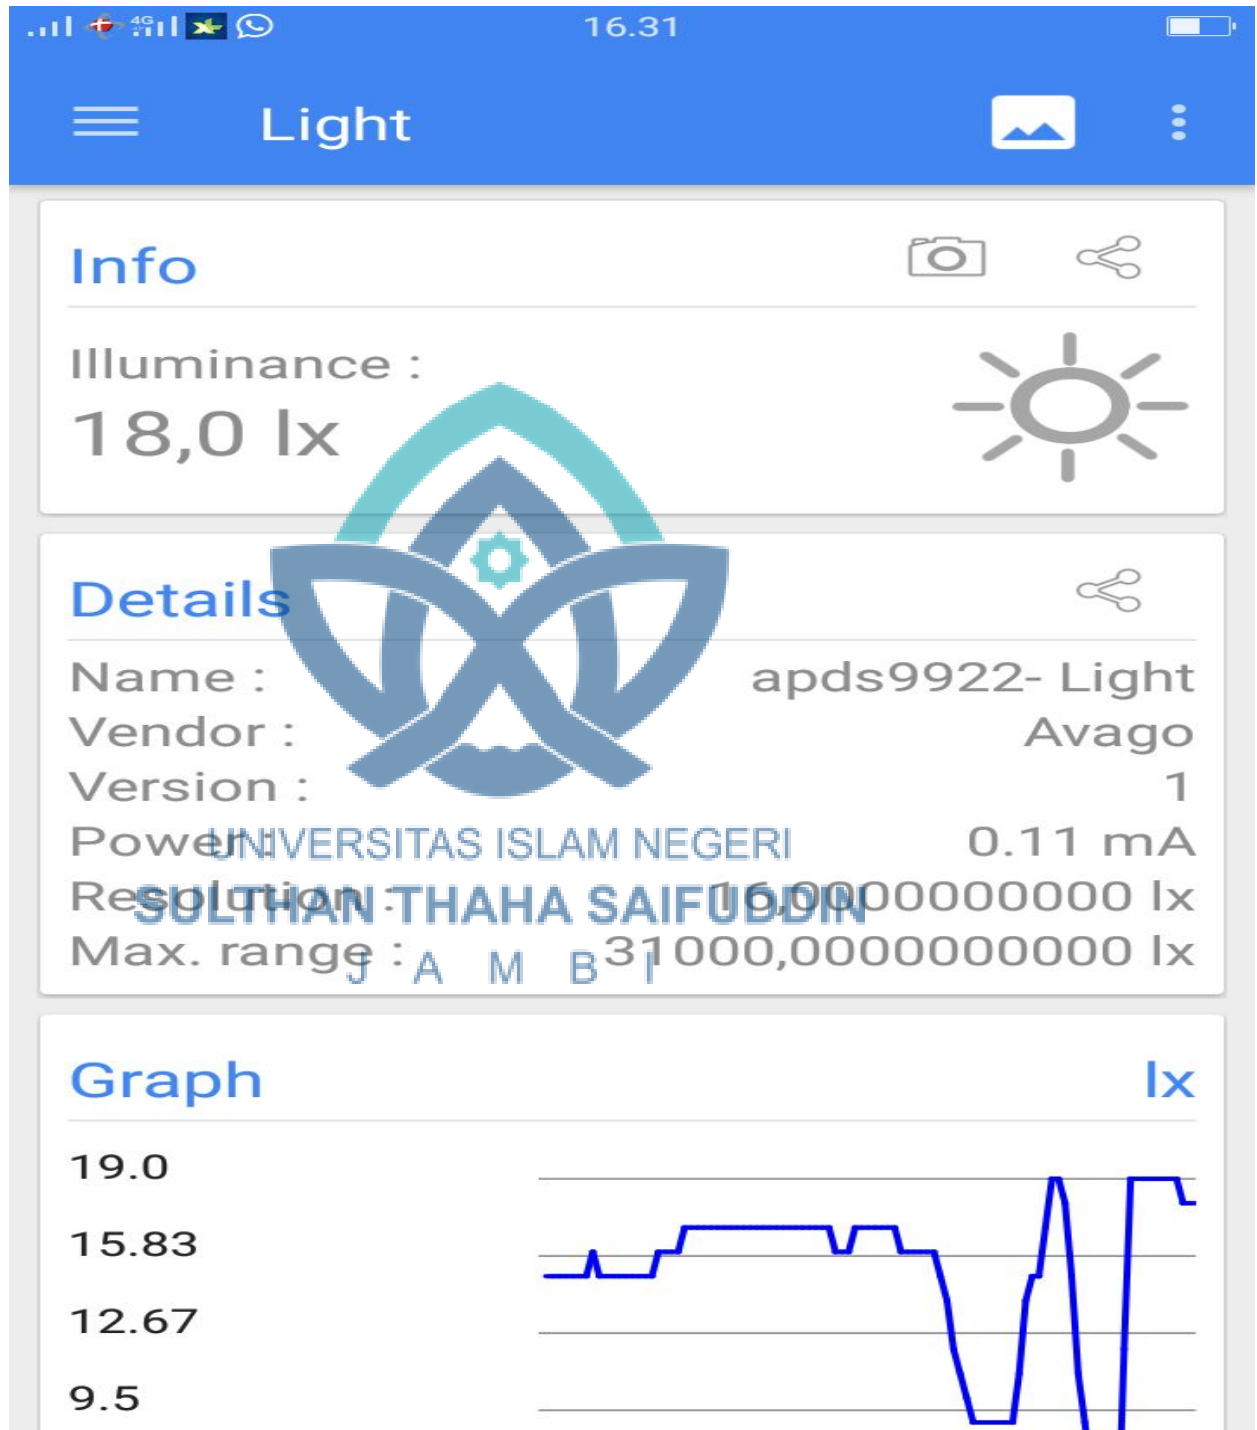 4G 16.31
Light
Info
Illuminance :
18,0 lx
Details
Name : apds9922- Light
Vendor : Avago
Version : 1
Power : 0.11 mA
UNIVERSITAS ISLAM NEGERI
Resolution : 16,0000000000 lx
SULTHAN THAHA SAIFUDDIN
Max. range : 31000,0000000000 lx
J A M B I
Graph lx
19.0
15.83
12.67
9.5